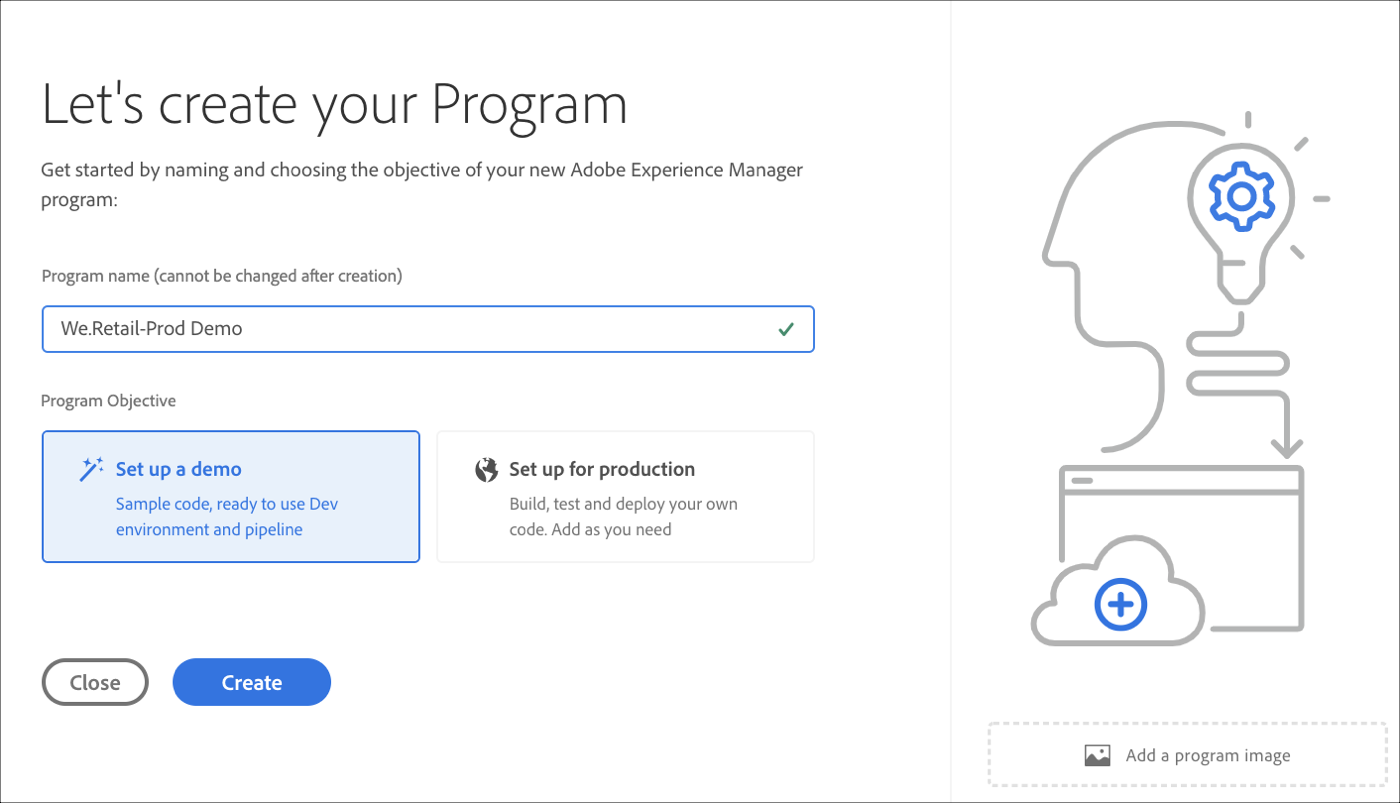 Let's create your Program
Get started by naming and choosing the objective of your new Adobe Experience Manager
program:
Program name (cannot be changed after creation)
We.Retail-Prod Demo
Program Objective
Set up a demo
Sample code, ready to use Dev
environment and pipeline
Set up for production
Build, test and deploy your own
code. Add as you need
Close
Create
Add a program image